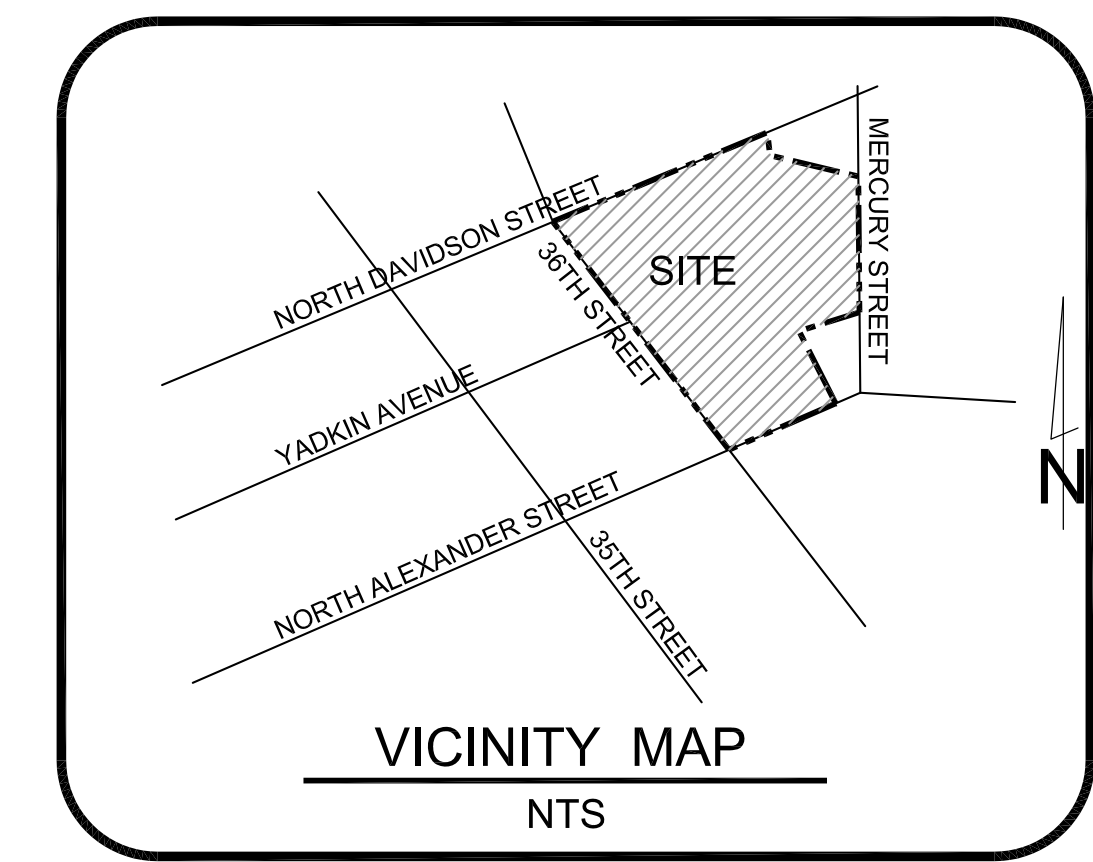 MERCURY STREET
NORTH DAVIDSON STREET
36TH STREET
SITE
YADKIN AVENUE
NORTH ALEXANDER STREET
35TH STREET
N
VICINITY MAP
NTS